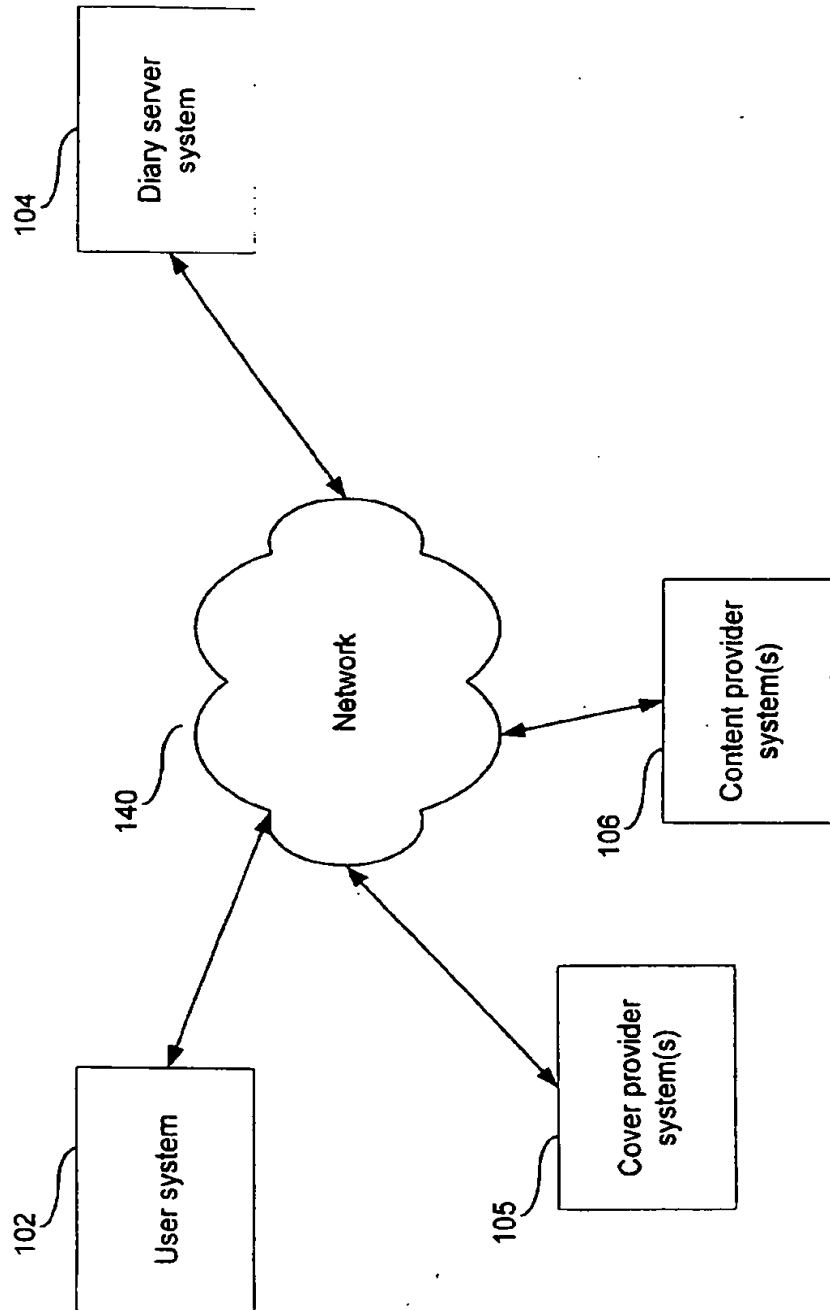 102
User system
140
Network
104
Diary server
system
105
Cover provider
system(s)
106
Content provider
system(s)